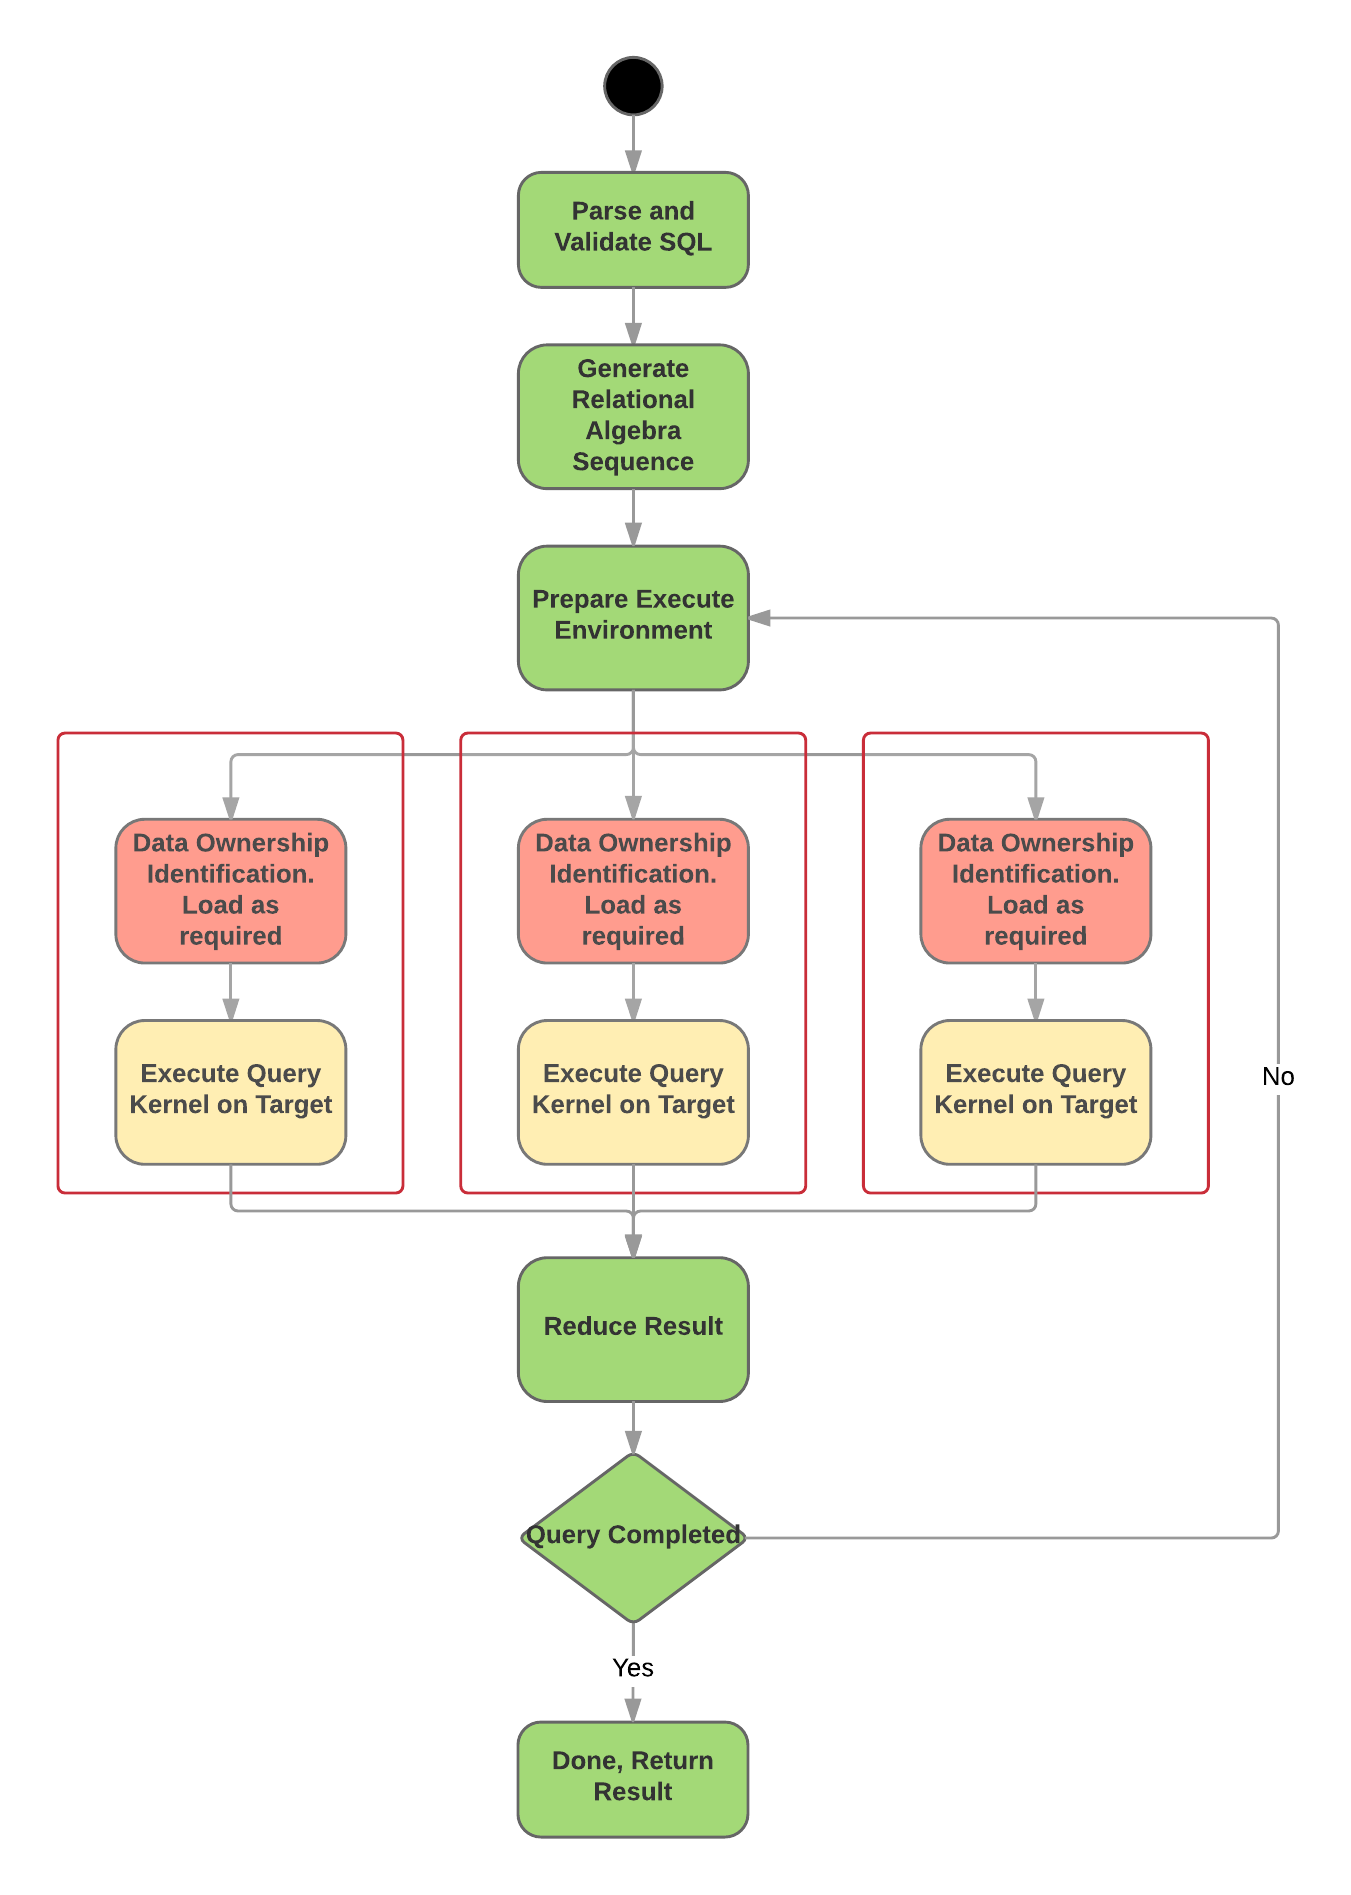 Parse and
Validate SQL
Generate
Relational
Algebra
Sequence
Prepare Execute
Environment
Data Ownership
Identification.
Load as
required
Data Ownership
Identification.
Load as
required
Data Ownership
Identification.
Load as
required
Execute Query
Kernel on Target
Execute Query
Kernel on Target
Execute Query
Kernel on Target
No
Reduce Result
Query Completed
Yes
Done, Return
Result